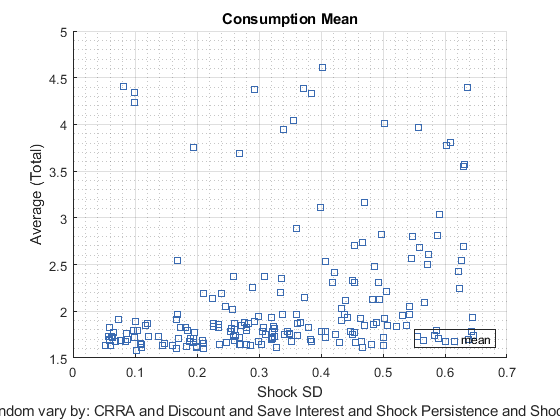 Consumption Mean
5
4.5
4
3.5
3
2.5
2
1.5
Average (Total)
mean
0 0.1 0.2 0.3 0.4 0.5 0.6 0.7
Shock SD
ndom vary by: CRRA and Discount and Save Interest and Shock Persistence and Sho